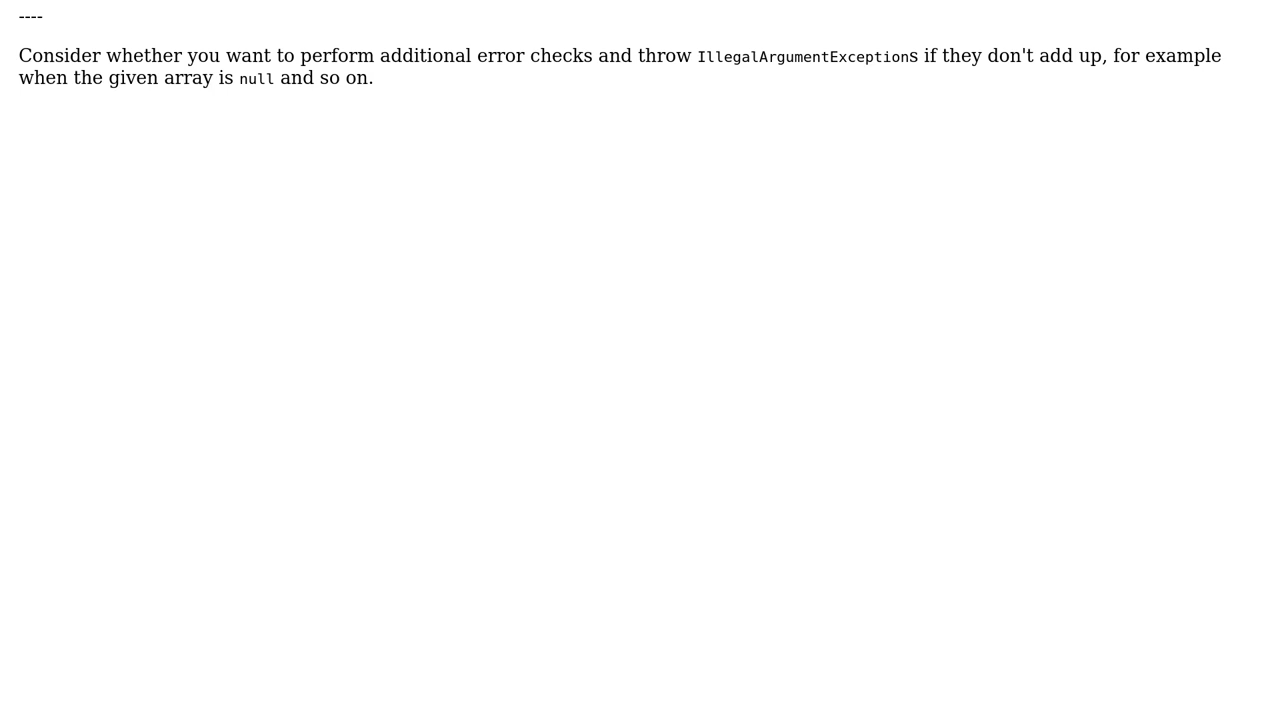 ----
Consider whether you want to perform additional error checks and throw IllegalArgumentExceptions if they don't add up, for example
when the given array is null and so on.